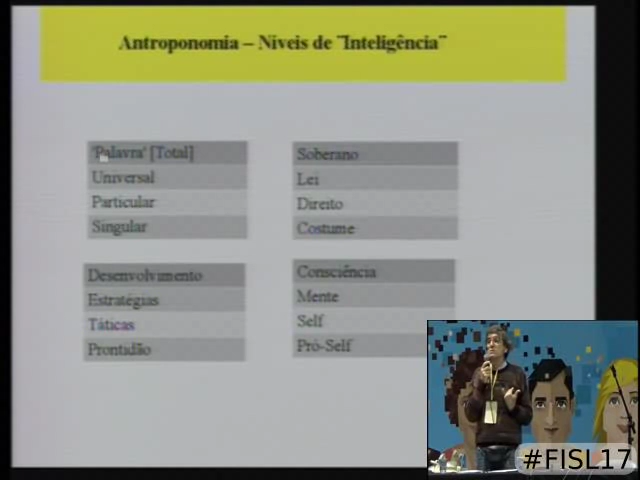 Antroponomia – Niveis de "Inteligência"
'Palavra' [Total]
Universal
Particular
Singular
Soberano
Lei
Direito
Costume
Desenvolvimento
Estratégias
Táticas
Prontidão
Consciência
Mente
Self
Pró-Self
#FISL17